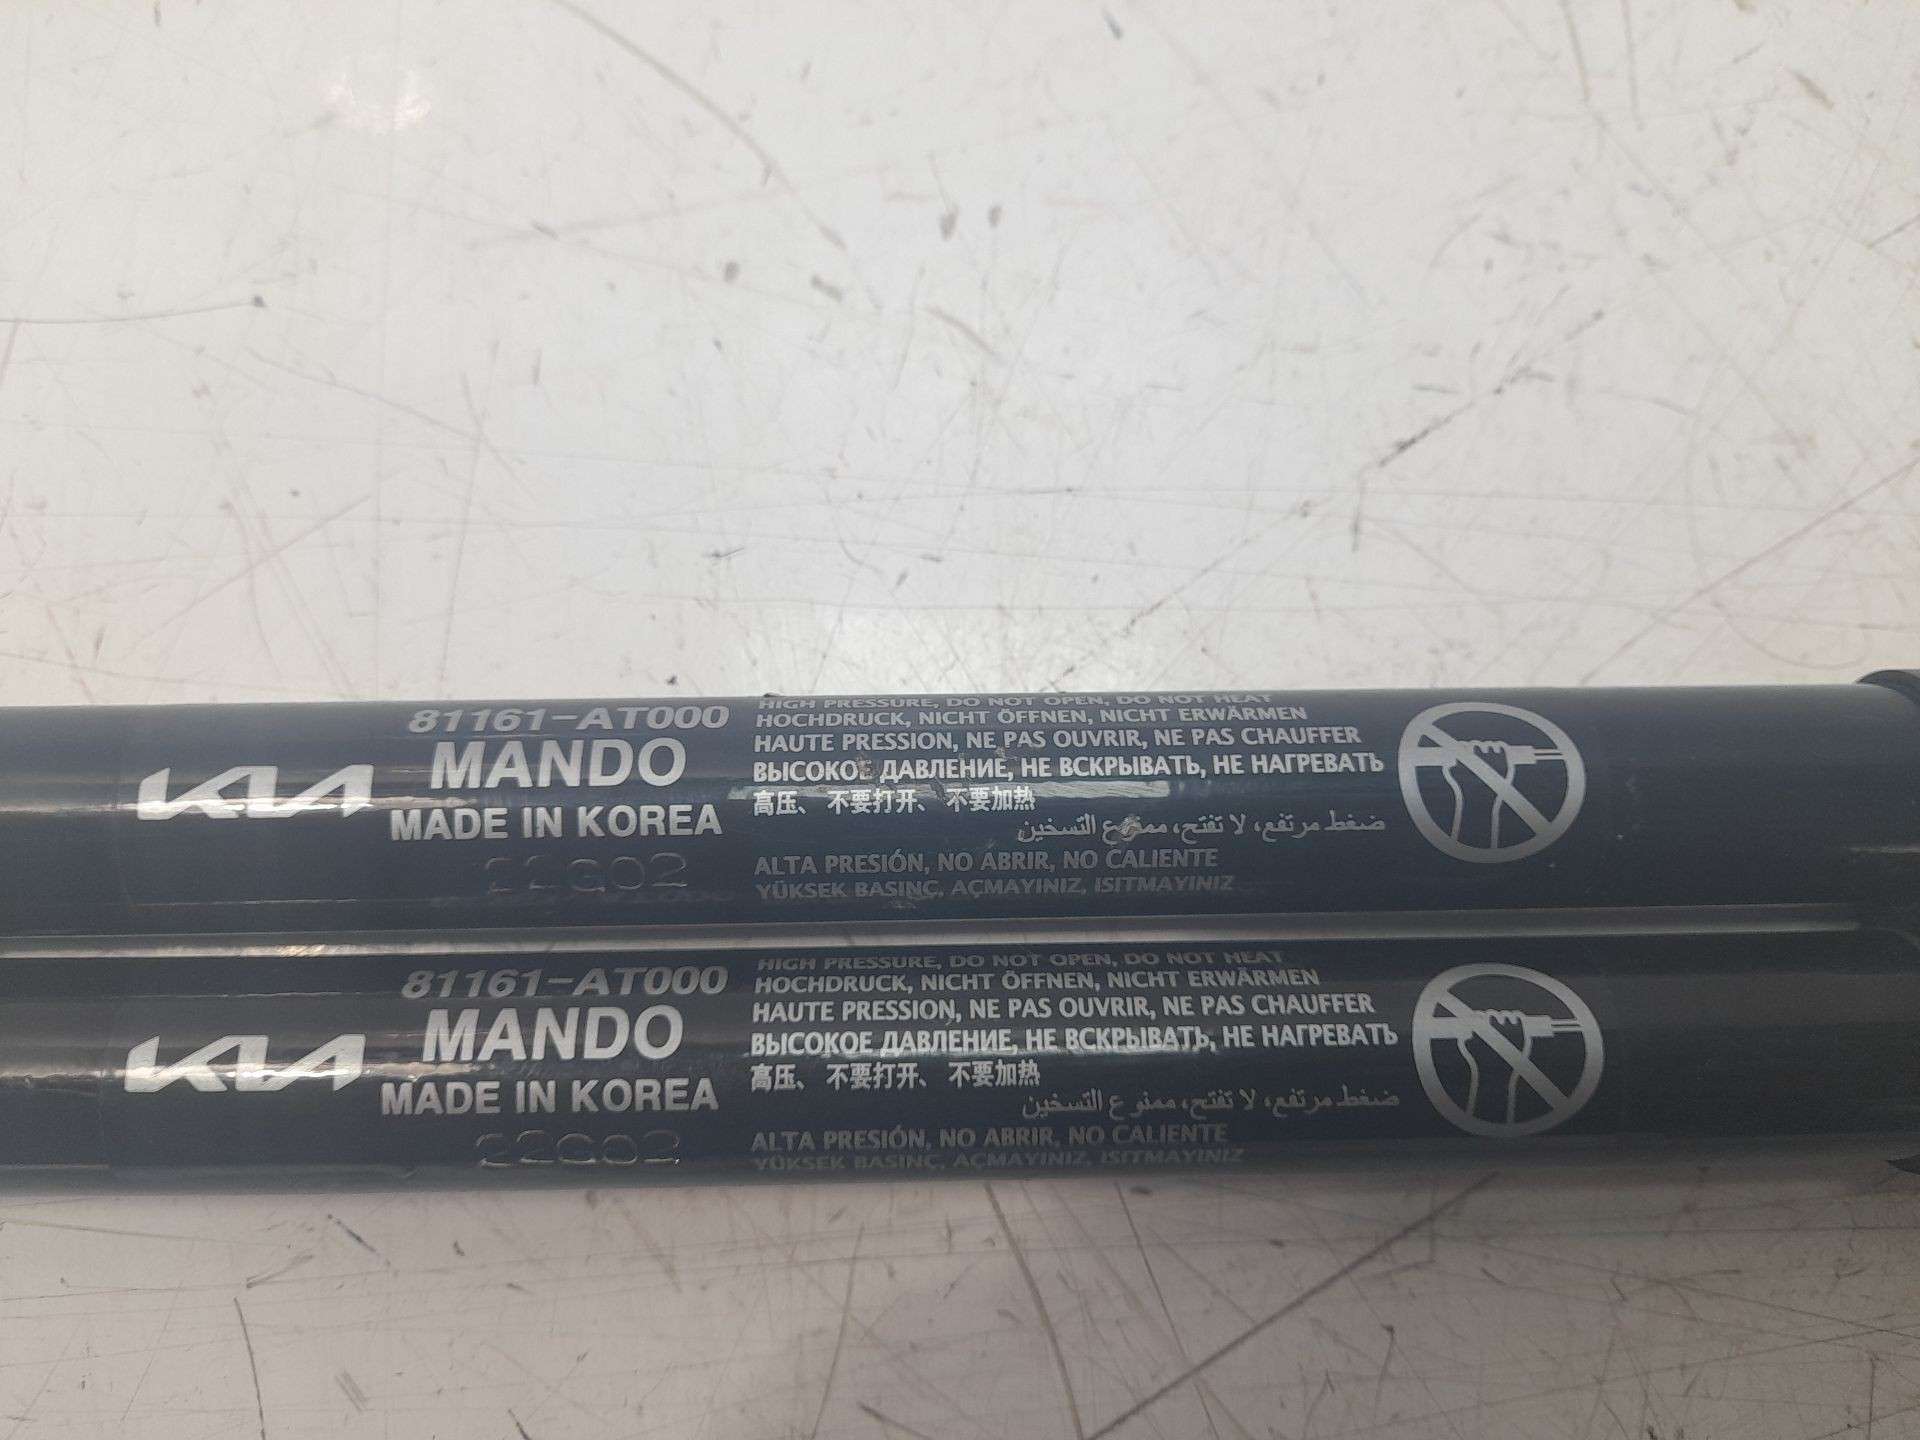 81161-AT000
KIA
MANDO
MADE IN KOREA
22G02
HIGH PRESSURE, DO NOT OPEN, DO NOT HEAT
HOCHDRUCK, NICHT ÖFFNEN, NICHT ERWÄRMEN
HAUTE PRESSION, NE PAS OUVRIR, NE PAS CHAUFFER
ВЫСОКОЕ ДАВЛЕНИЕ, НЕ ВСКРЫВАТЬ, НЕ НАГРЕВАТЬ
高压、不要打开、不要加热
ضغط مرتفع، لا تفتح، ممنوع التسخين
ALTA PRESIÓN, NO ABRIR, NO CALIENTE
YÜKSEK BASINÇ, AÇMAYINIZ, ISITMAYINIZ
81161-AT000
KIA
MANDO
MADE IN KOREA
22G02
HIGH PRESSURE, DO NOT OPEN, DO NOT HEAT
HOCHDRUCK, NICHT ÖFFNEN, NICHT ERWÄRMEN
HAUTE PRESSION, NE PAS OUVRIR, NE PAS CHAUFFER
ВЫСОКОЕ ДАВЛЕНИЕ, НЕ ВСКРЫВАТЬ, НЕ НАГРЕВАТЬ
高压、不要打开、不要加热
ضغط مرتفع، لا تفتح، ممنوع التسخين
ALTA PRESIÓN, NO ABRIR, NO CALIENTE
YÜKSEK BASINÇ, AÇMAYINIZ, ISITMAYINIZ